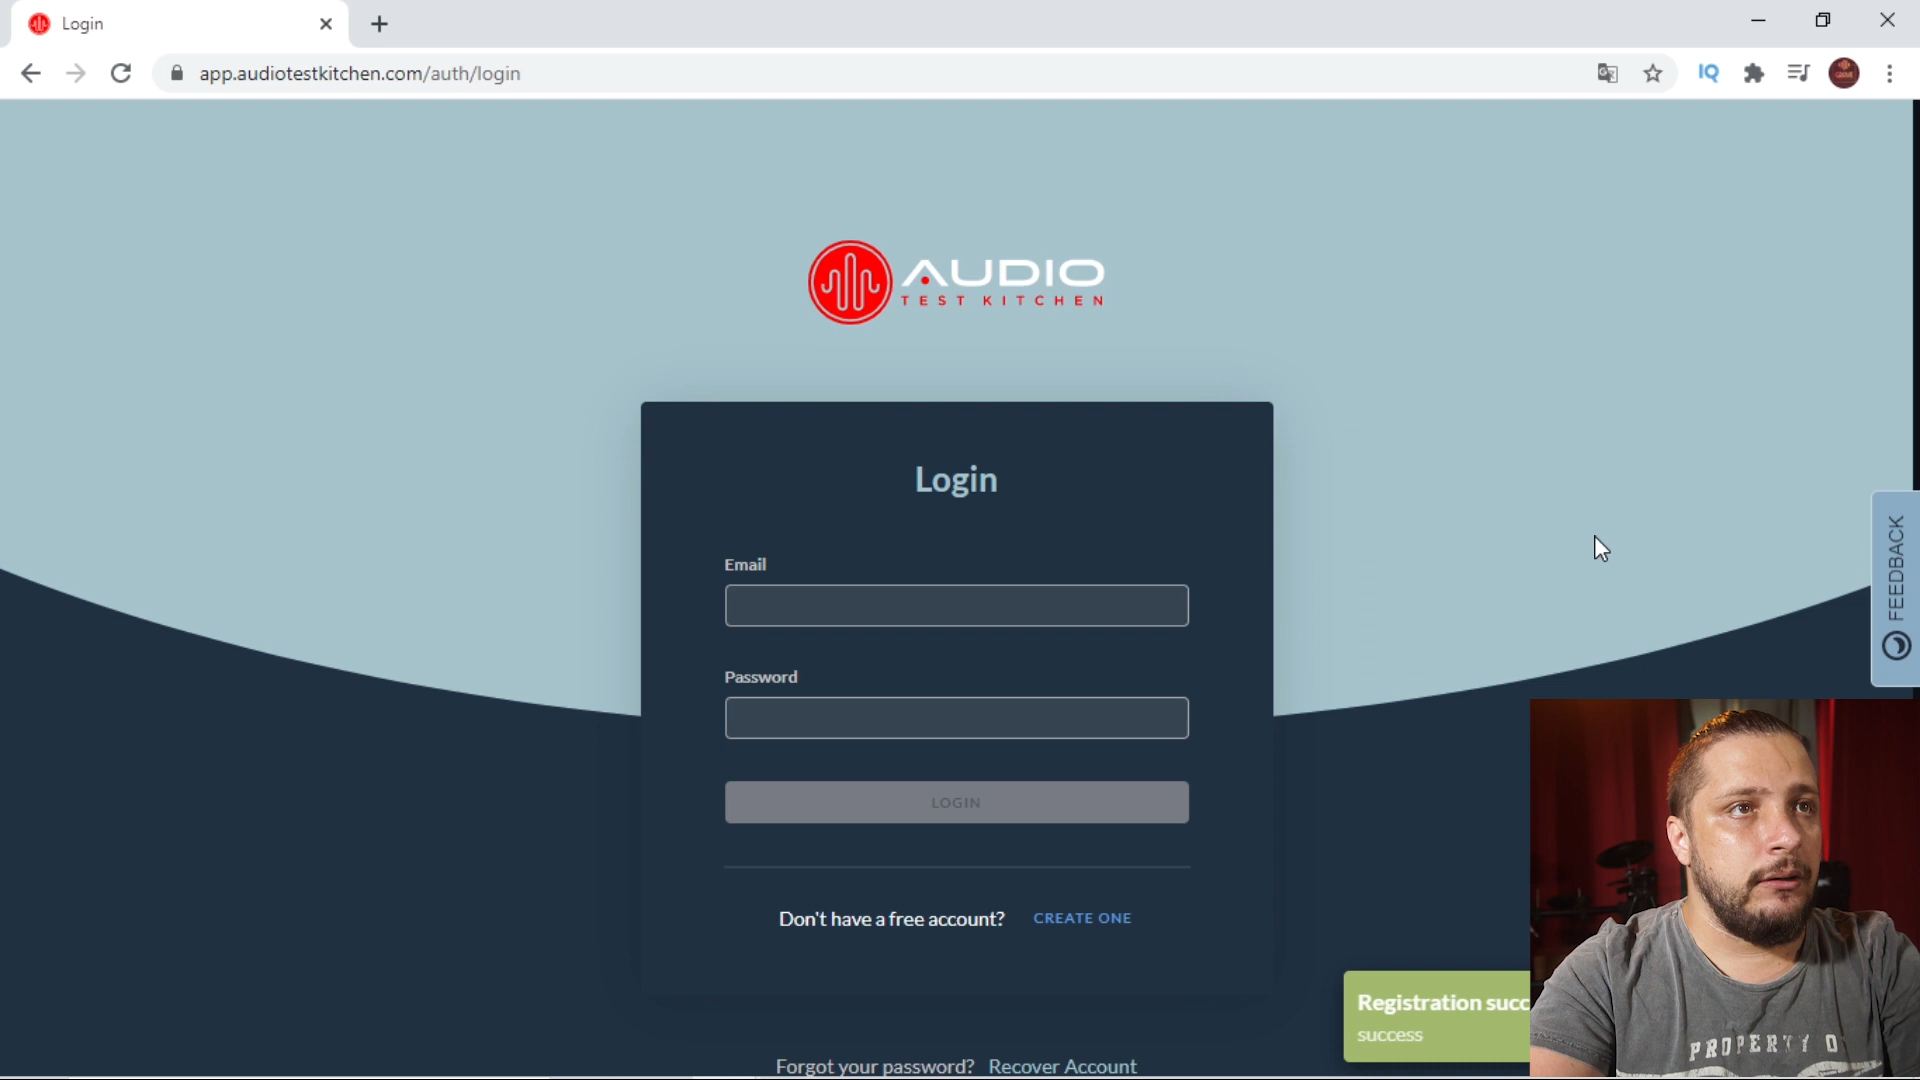 Login
app.audiotestkitchen.com/auth/login
IQ
AUDIO
TEST KITCHEN
Login
Email
Password
LOGIN
Don't have a free account? CREATE ONE
FEEDBACK
Registration succ
success
Forgot your password? Recover Account
PROPERTY O